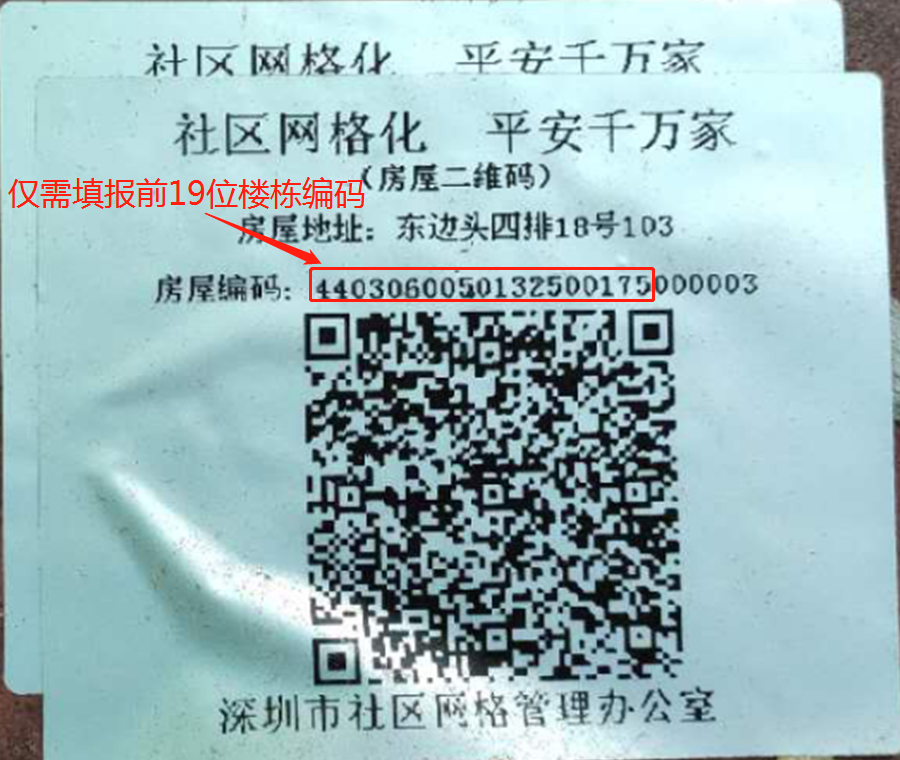 社区网格化 平安千万家
社区网格化 平安千万家
(房屋二维码)
仅需填报前19位楼栋编码
房屋地址：东边头四排18号103
房屋编码：4403060050132500175000003
深圳市社区网格管理办公室